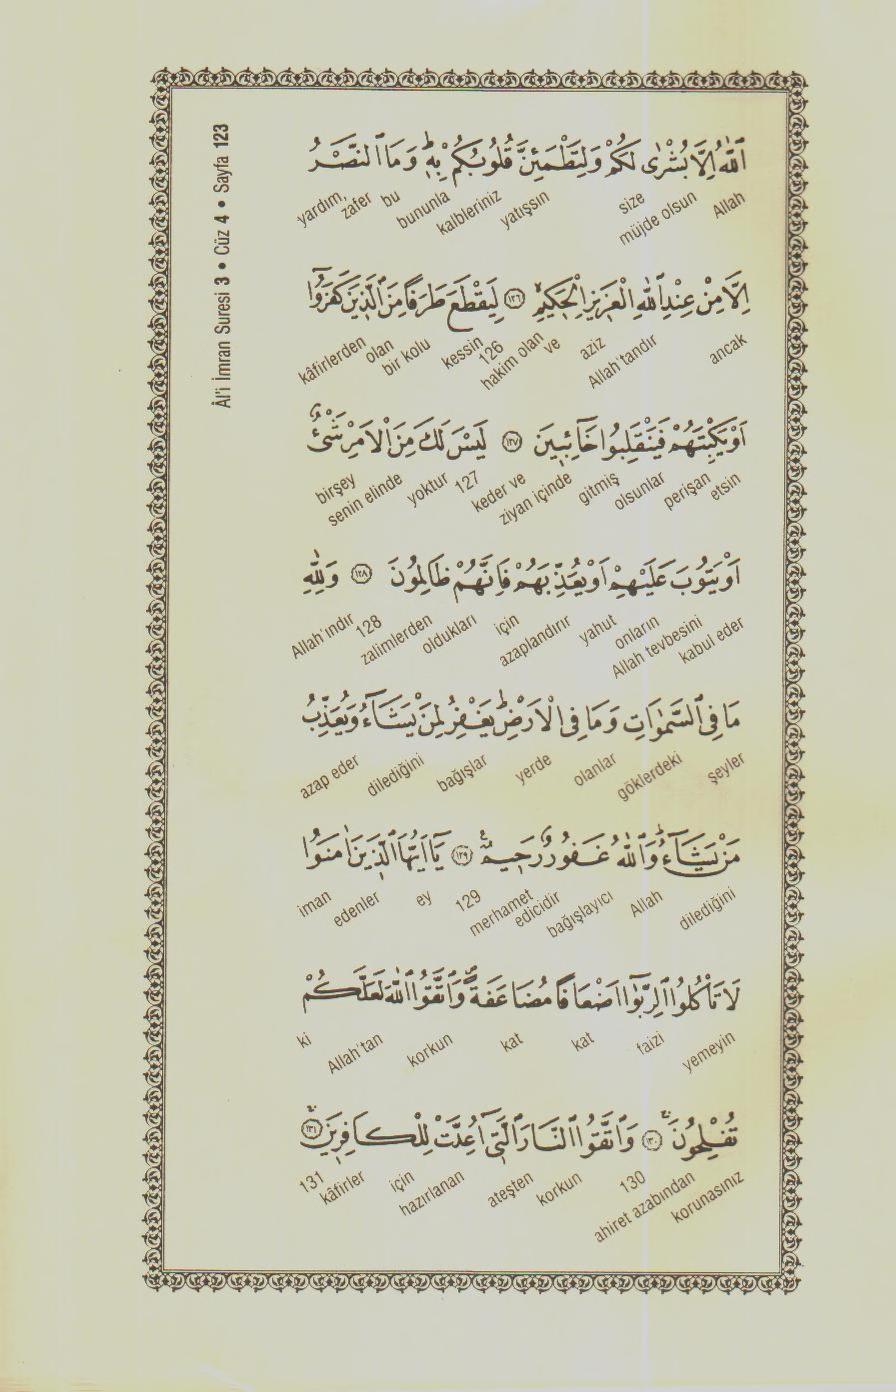 Âl'i İmran Suresi 3 • Cüz 4 • Sayfa 123
اَللّٰهُ اِلَّا بُشْرٰى لَكُمْ وَلِتَطْمَئِنَّ قُلُوبُكُمْ بِهٖۜ وَمَا النَّصْرُ
Allah müjde olsun size yatışsın kalbleriniz bununla bu zafer yardım,
اِلَّا مِنْ عِنْدِ اللّٰهِ الْعَزٖيزِ الْحَكٖيمِۙ ﴿١٢٦﴾ لِيَقْطَعَ طَرَفًا مِنَ الَّذٖينَ كَفَرُٓوا
ancak Allah'tandır aziz ve hakim olan 126 kessin bir kolu olan kâfirlerden
اَوْ يَكْبِتَهُمْ فَيَنْقَلِبُوا خَٓائِبٖينَ ﴿١٢٧﴾ لَيْسَ لَكَ مِنَ الْاَمْرِ شَيْءٌ
etsin perişan olsunlar gitmiş ziyan içinde keder ve 127 yoktur senin elinde birşey
اَوْ يَتُوبَ عَلَيْهِمْ اَوْ يُعَذِّبَهُمْ فَاِنَّهُمْ ظَالِمُونَ ﴿١٢٨﴾ وَلِلّٰهِ
kabul eder Allah tevbesini onların yahut azaplandırır için oldukları zalimlerden 128 Allah'ındır
مَا فِي السَّمٰوَاتِ وَمَا فِي الْاَرْضِۜ يَغْفِرُ لِمَنْ يَشَٓاءُ وَيُعَذِّبُ
şeyler göklerdeki olanlar yerde bağışlar dilediğini azap eder
مَنْ يَشَٓاءُۜ وَاللّٰهُ غَفُورٌ رَحٖيمٌ ﴿١٢٩﴾ يَٓا اَيُّهَا الَّذٖينَ اٰمَنُوا
dilediğini Allah bağışlayıcı edicidir merhamet 129 ey edenler iman
لَا تَأْكُلُوا الرِّبٰٓوا اَضْعَافًا مُضَاعَفَةًۖ وَاتَّقُوا اللّٰهَ لَعَلَّكُمْ
yemeyin faizi kat kat korkun Allah'tan ki
تُفْلِحُونَۚ ﴿١٣٠﴾ وَاتَّقُوا النَّارَ الَّتٖٓي اُعِدَّتْ لِلْكَافِرٖينَۚ ﴿١٣١﴾
korunasınız ahiret azabından 130 korkun ateşten hazırlanan için kâfirler 131